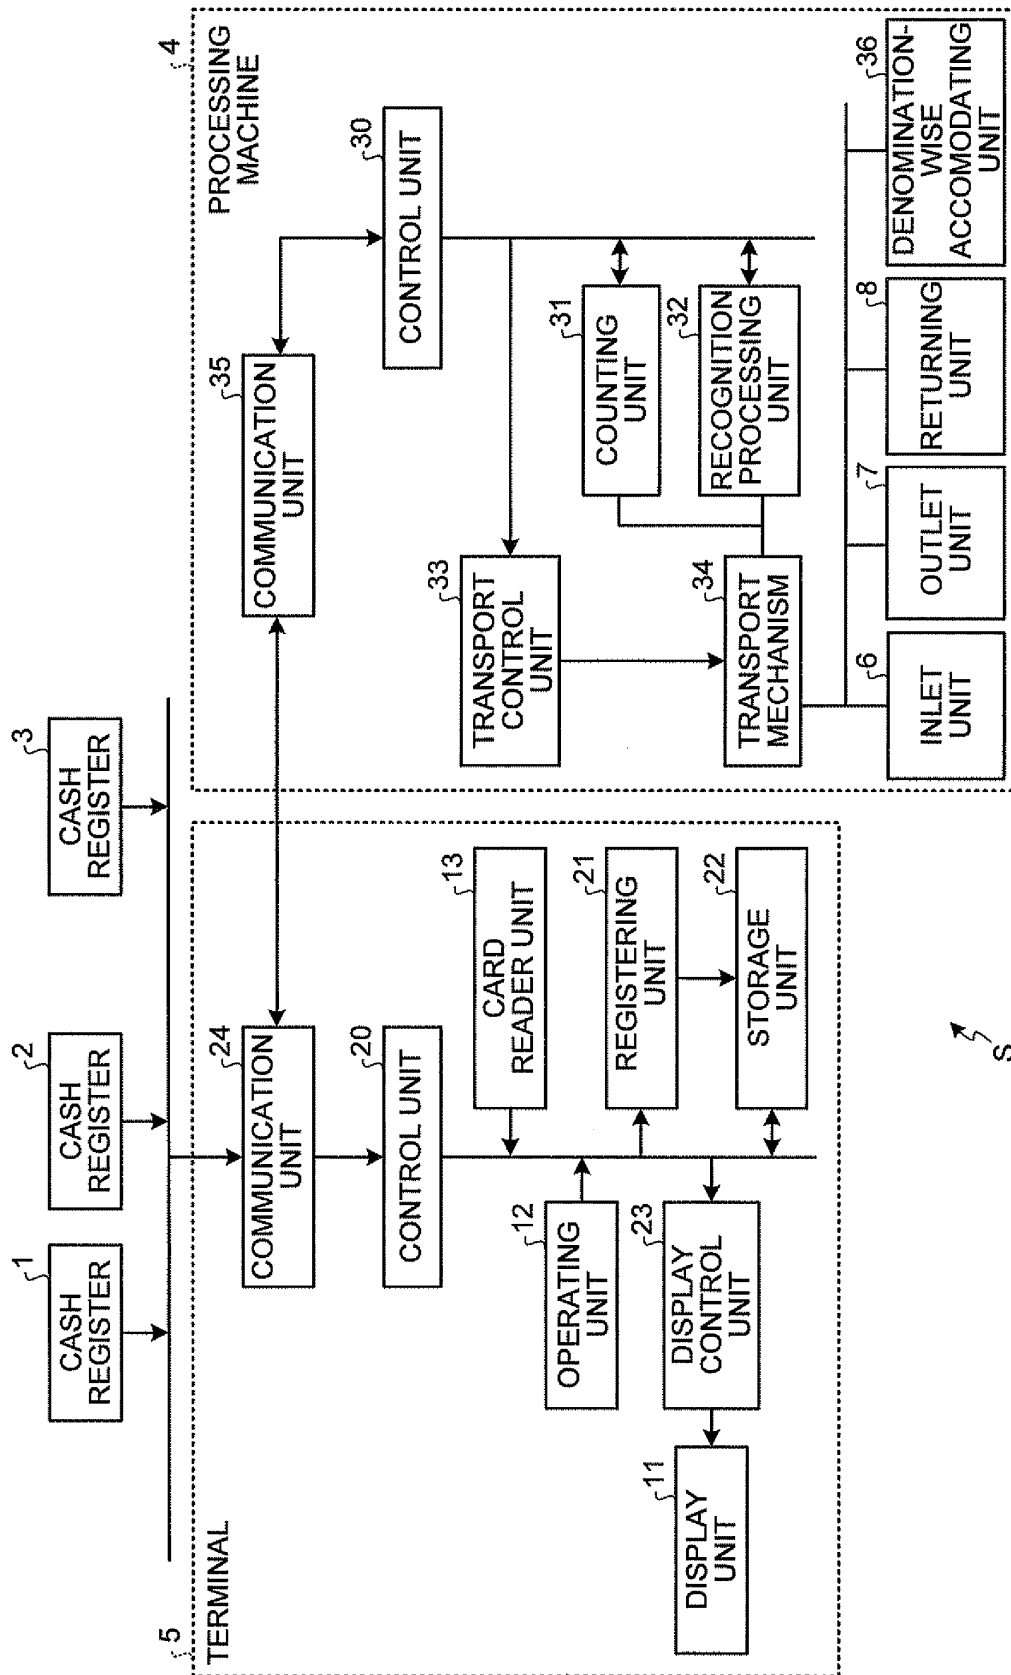 1
CASH
REGISTER
2
CASH
REGISTER
3
CASH
REGISTER
5
TERMINAL
24
COMMUNICATION
UNIT
20
CONTROL UNIT
13
CARD
READER UNIT
12
OPERATING
UNIT
21
REGISTERING
UNIT
23
DISPLAY
CONTROL
UNIT
22
STORAGE
UNIT
11
DISPLAY
UNIT
4
PROCESSING
MACHINE
35
COMMUNICATION
UNIT
30
CONTROL UNIT
33
TRANSPORT
CONTROL
UNIT
31
COUNTING
UNIT
32
RECOGNITION
PROCESSING
UNIT
34
TRANSPORT
MECHANISM
6
INLET
UNIT
7
OUTLET
UNIT
8
RETURNING
UNIT
36
DENOMINATION-
WISE
ACCOMODATING
UNIT
S